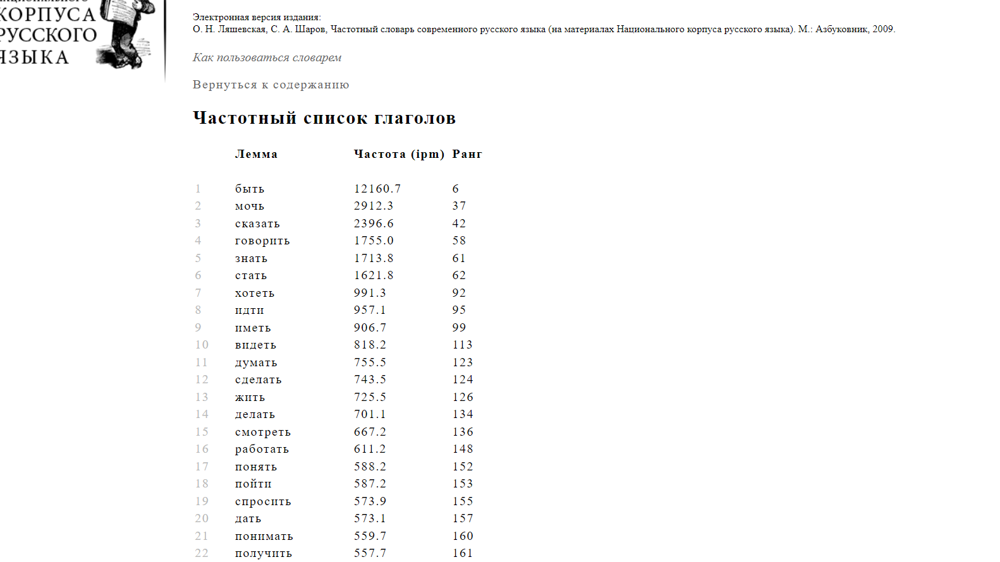 КОРПУСА
РУССКОГО
ЯЗЫКА
Электронная версия издания:
О. Н. Ляшевская, С. А. Шаров, Частотный словарь современного русского языка (на материалах Национального корпуса русского языка). М.: Азбуковник, 2009.
Как пользоваться словарем
Вернуться к содержанию
Частотный список глаголов
Лемма Частота (ipm) Ранг
1 быть 12160.7 6
2 мочь 2912.3 37
3 сказать 2396.6 42
4 говорить 1755.0 58
5 знать 1713.8 61
6 стать 1621.8 62
7 хотеть 991.3 92
8 идти 957.1 95
9 иметь 906.7 99
10 видеть 818.2 113
11 думать 755.5 123
12 сделать 743.5 124
13 жить 725.5 126
14 делать 701.1 134
15 смотреть 667.2 136
16 работать 611.2 148
17 понять 588.2 152
18 пойти 587.2 153
19 спросить 573.9 155
20 дать 573.1 157
21 понимать 559.7 160
22 получить 557.7 161